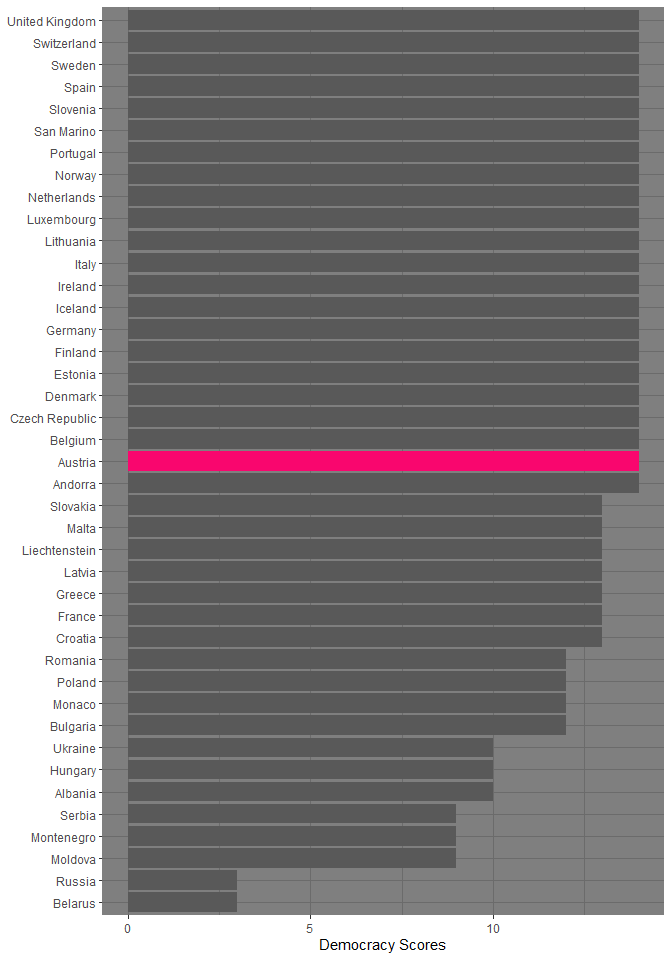 United Kingdom
Switzerland
Sweden
Spain
Slovenia
San Marino
Portugal
Norway
Netherlands
Luxembourg
Lithuania
Italy
Ireland
Iceland
Germany
Finland
Estonia
Denmark
Czech Republic
Belgium
Austria
Andorra
Slovakia
Malta
Liechtenstein
Latvia
Greece
France
Croatia
Romania
Poland
Monaco
Bulgaria
Ukraine
Hungary
Albania
Serbia
Montenegro
Moldova
Russia
Belarus
0 5 10
Democracy Scores